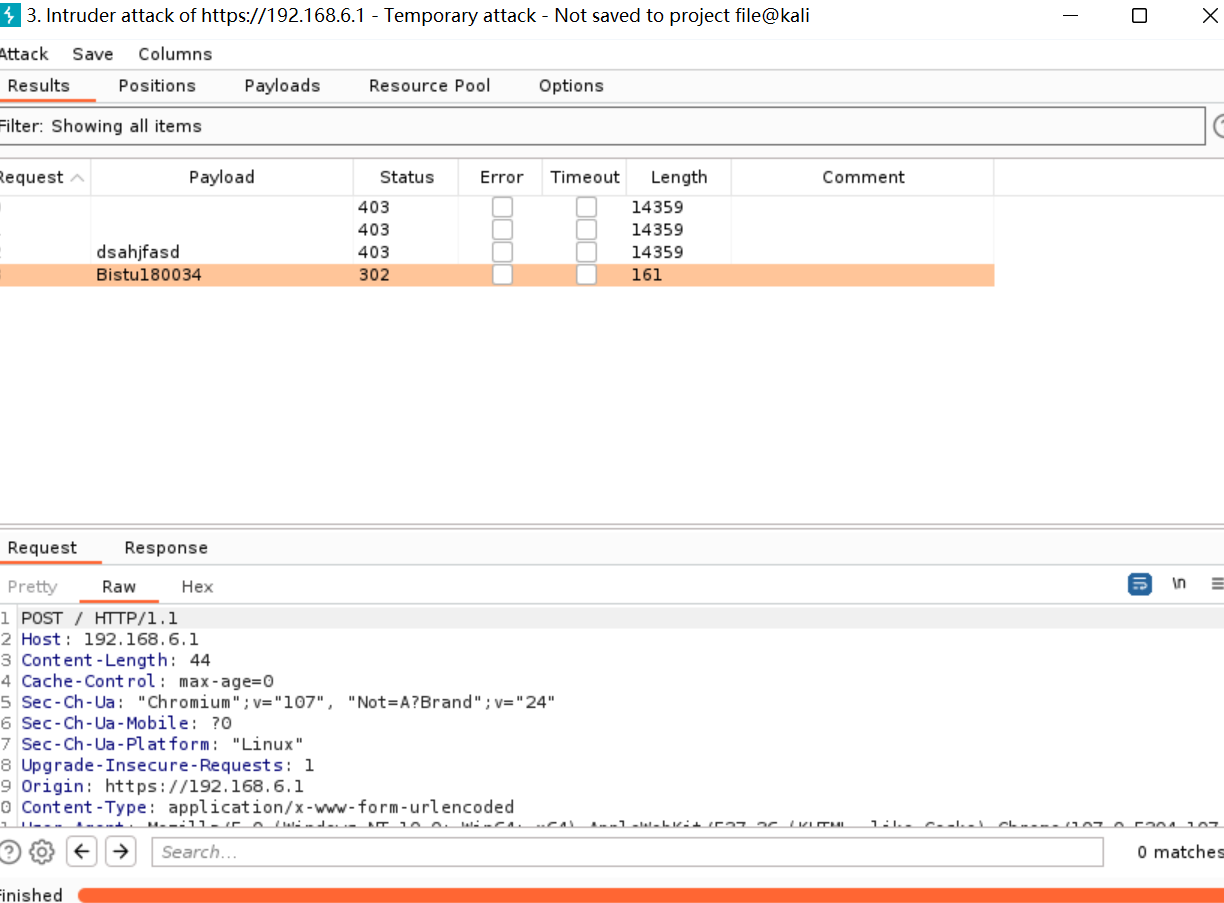 3. Intruder attack of https://192.168.6.1 - Temporary attack - Not saved to project file@kali
Attack Save Columns
Results Positions Payloads Resource Pool Options
Filter: Showing all items
Request Payload Status Error Timeout Length Comment
403 14359
403 14359
dsahjfasd 403 14359
Bistu180034 302 161
Request Response
Pretty Raw Hex \n
1 POST / HTTP/1.1
2 Host: 192.168.6.1
3 Content-Length: 44
4 Cache-Control: max-age=0
5 Sec-Ch-Ua: "Chromium";v="107", "Not=A?Brand";v="24"
6 Sec-Ch-Ua-Mobile: ?0
7 Sec-Ch-Ua-Platform: "Linux"
8 Upgrade-Insecure-Requests: 1
9 Origin: https://192.168.6.1
0 Content-Type: application/x-www-form-urlencoded
Search...
0 matches
Finished